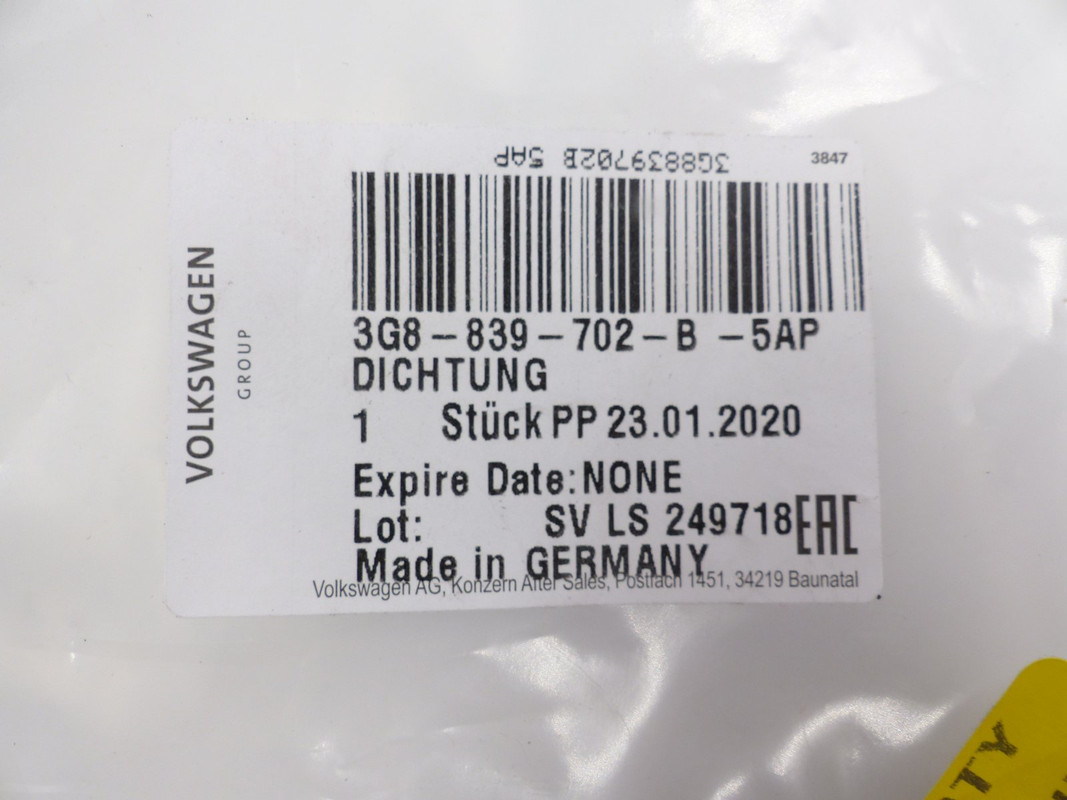 3G8839702B 5AP
3847
VOLKSWAGEN
GROUP
3G8-839-702-B -5AP
DICHTUNG
1 Stück PP 23.01.2020
Expire Date:NONE
Lot: SV LS 249718 EAC
Made in GERMANY
Volkswagen AG, Konzern After Sales, Postfach 1451, 34219 Baunatal